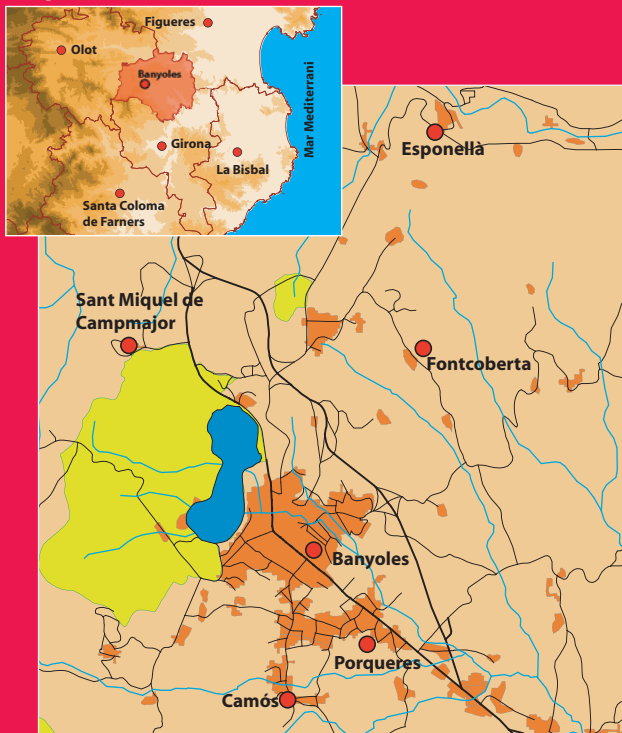 Figueres
Olot
Banyoles
Mar Mediterrani
Girona
La Bisbal
Santa Coloma
de Farners
Esponellà
Sant Miquel de
Campmajor
Fontcoberta
Banyoles
Porqueres
Camós